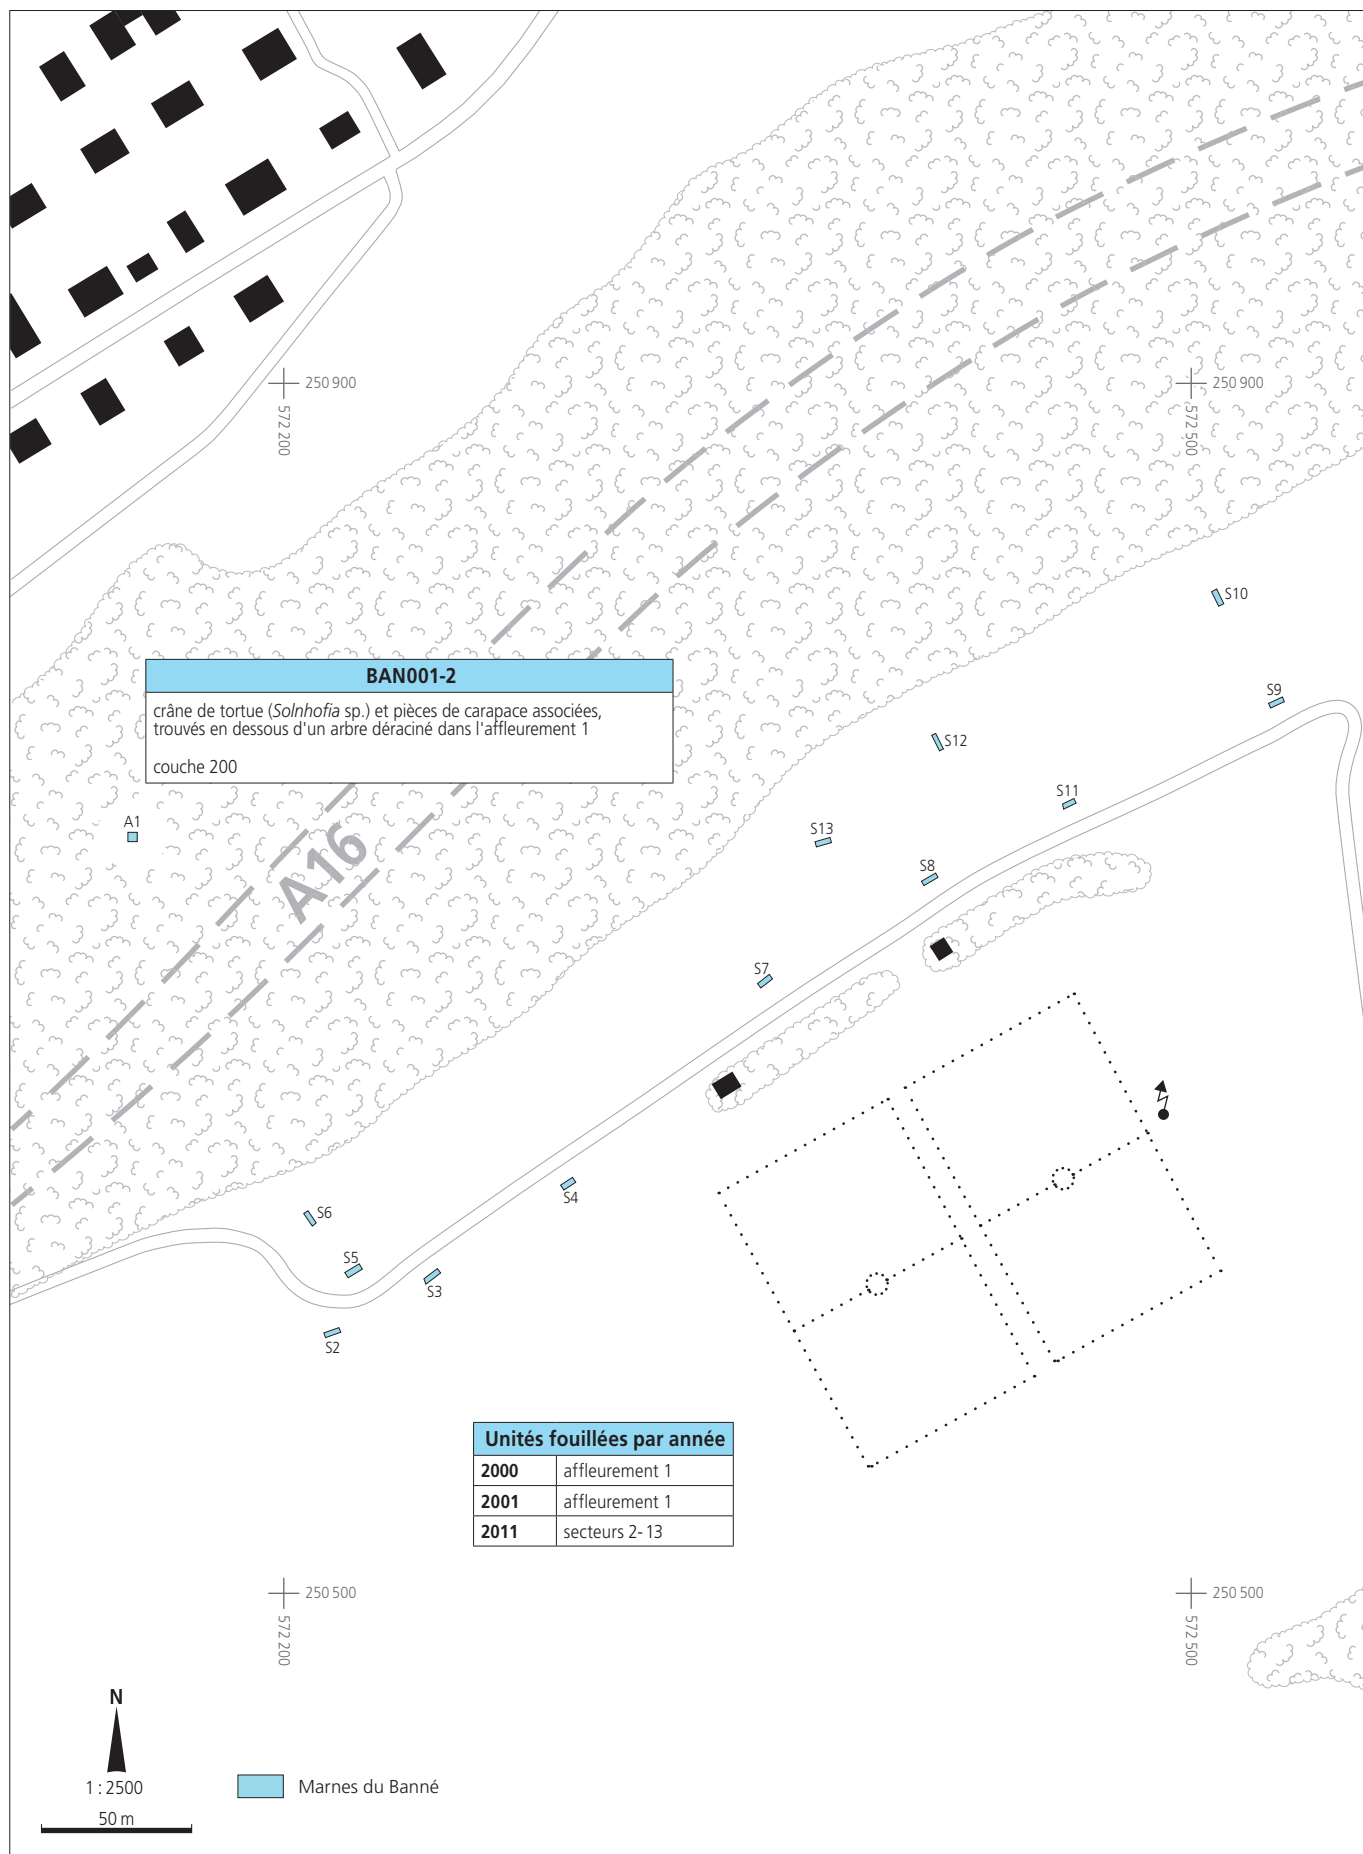 250 900
572 200
250 900
572 500
S10
BAN001-2
crâne de tortue (Solnhofia sp.) et pièces de carapace associées,
trouvés en dessous d'un arbre déraciné dans l'affleurement 1
couche 200
S9
S12
S11
A1
S13
A16
S8
S7
S4
S6
S5
S3
S2
Unités fouillées par année
2000 affleurement 1
2001 affleurement 1
2011 secteurs 2-13
250 500
572 200
250 500
572 500
N
1 : 2500
Marnes du Banné
50 m